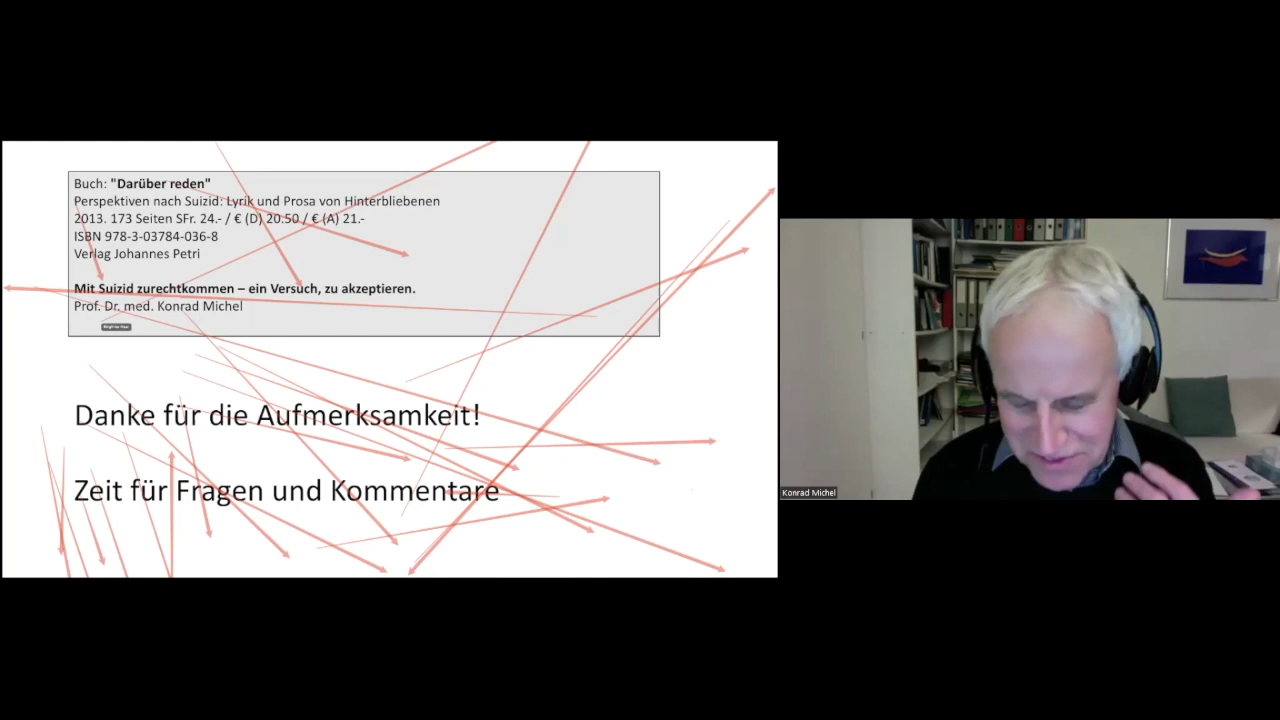 Buch: "Darüber reden"
Perspektiven nach Suizid: Lyrik und Prosa von Hinterbliebenen
2013. 173 Seiten SFr. 24.- / € (D) 20.50 / € (A) 21.-
ISBN 978-3-03784-036-8
Verlag Johannes Petri
Mit Suizid zurechtkommen – ein Versuch, zu akzeptieren.
Prof. Dr. med. Konrad Michel
Danke für die Aufmerksamkeit!
Zeit für Fragen und Kommentare
Konrad Michel